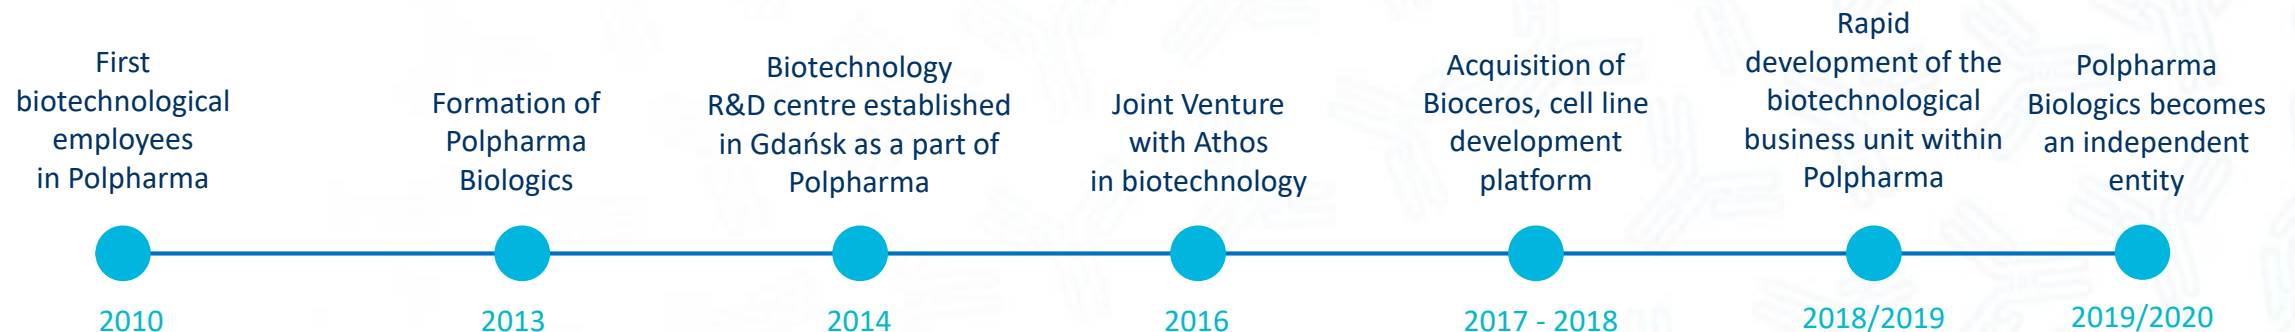 First
biotechnological
employees
in Polpharma
2010
Formation of
Polpharma
Biologics
2013
Biotechnology
R&D centre established
in Gdańsk as a part of
Polpharma
2014
Joint Venture
with Athos
in biotechnology
2016
Acquisition of
Bioceros, cell line
development
platform
2017 - 2018
Rapid
development of the
biotechnological
business unit within
Polpharma
2018/2019
Polpharma
Biologics becomes
an independent
entity
2019/2020